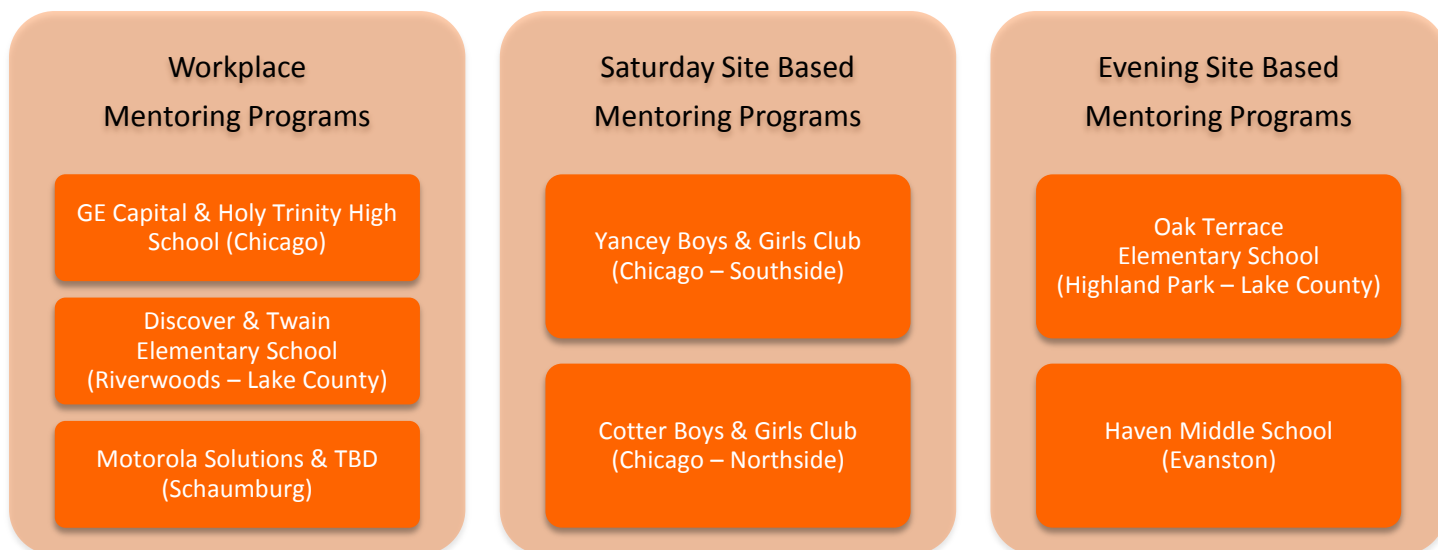 Workplace
Mentoring Programs
GE Capital & Holy Trinity High
School (Chicago)
Discover & Twain
Elementary School
(Riverwoods – Lake County)
Motorola Solutions & TBD
(Schaumburg)
Saturday Site Based
Mentoring Programs
Yancey Boys & Girls Club
(Chicago – Southside)
Cotter Boys & Girls Club
(Chicago – Northside)
Evening Site Based
Mentoring Programs
Oak Terrace
Elementary School
(Highland Park – Lake County)
Haven Middle School
(Evanston)